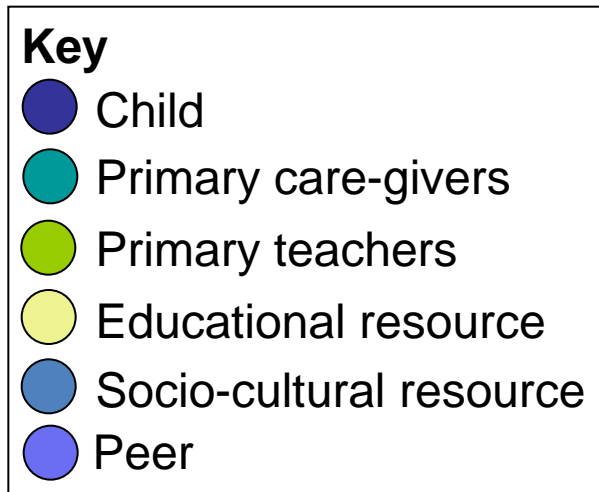 Key
Child
Primary care-givers
Primary teachers
Educational resource
Socio-cultural resource
Peer